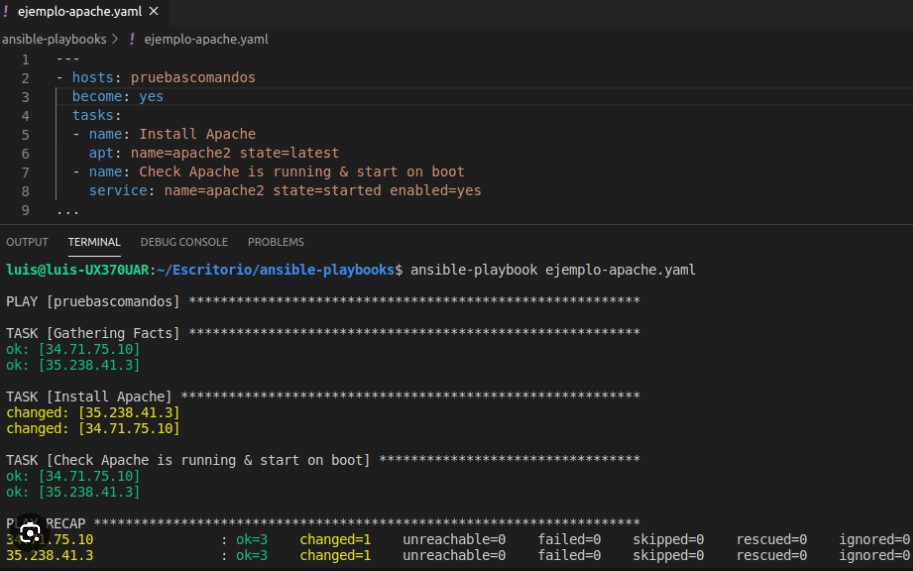 ! ejemplo-apache.yaml ×
ansible-playbooks > ! ejemplo-apache.yaml
1 ---
2 - hosts: pruebascomandos
3   become: yes
4   tasks:
5   - name: Install Apache
6     apt: name=apache2 state=latest
7   - name: Check Apache is running & start on boot
8     service: name=apache2 state=started enabled=yes
9 ...
OUTPUT TERMINAL DEBUG CONSOLE PROBLEMS
luis@luis-UX370UAR:~/Escritorio/ansible-playbooks$ ansible-playbook ejemplo-apache.yaml
PLAY [pruebascomandos] *********************************************************
TASK [Gathering Facts] *********************************************************
ok: [34.71.75.10]
ok: [35.238.41.3]
TASK [Install Apache] **********************************************************
changed: [35.238.41.3]
changed: [34.71.75.10]
TASK [Check Apache is running & start on boot] *********************************
ok: [34.71.75.10]
ok: [35.238.41.3]
RECAP *********************************************************************
.75.10 : ok=3 changed=1 unreachable=0 failed=0 skipped=0 rescued=0 ignored=0
35.238.41.3 : ok=3 changed=1 unreachable=0 failed=0 skipped=0 rescued=0 ignored=0